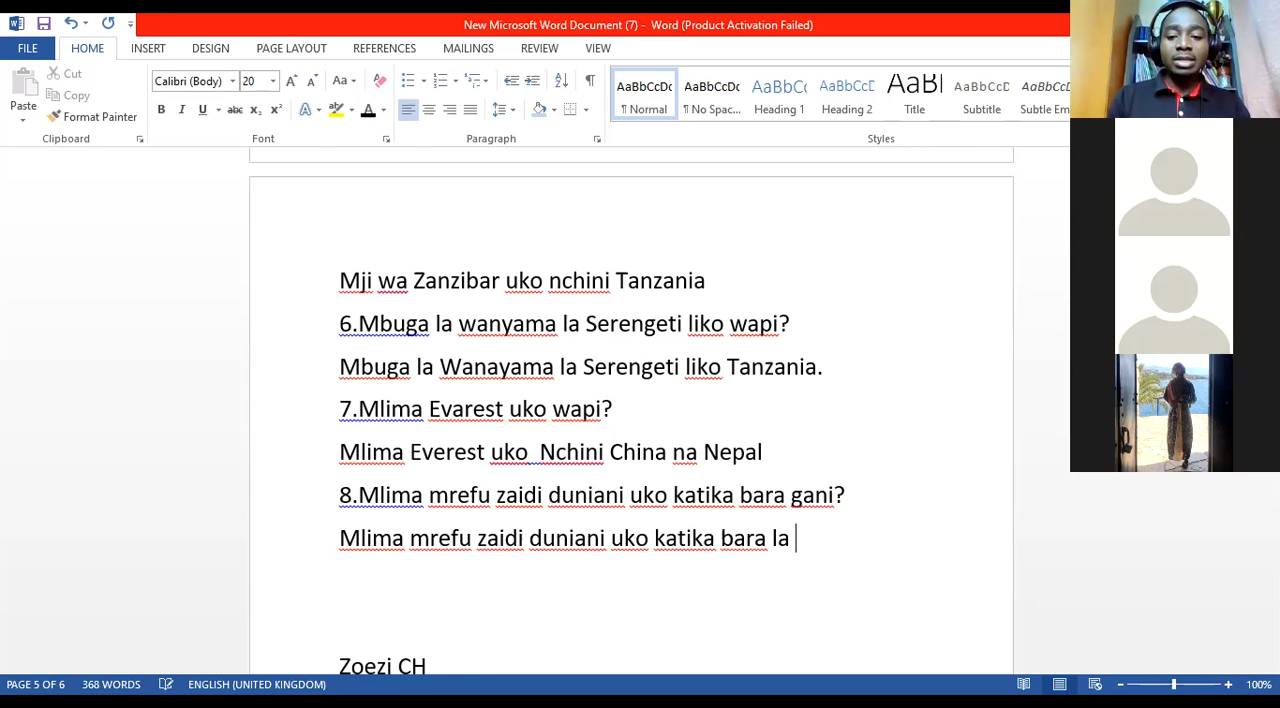 New Microsoft Word Document (7) - Word (Product Activation Failed)
FILE HOME INSERT DESIGN PAGE LAYOUT REFERENCES MAILINGS REVIEW VIEW
Paste
Cut
Copy
Format Painter
Clipboard
Calibri (Body) 20
Font
Paragraph
AaBbCcDc AaBbCcDc AaBbC AaBbCcD AaBl AaBbCcD AaBbCcD
¶ Normal ¶ No Spac... Heading 1 Heading 2 Title Subtitle Subtle Em
Styles
Mji wa Zanzibar uko nchini Tanzania
6.Mbuga la wanyama la Serengeti liko wapi?
Mbuga la Wanayama la Serengeti liko Tanzania.
7.Mlima Evarest uko wapi?
Mlima Everest uko  Nchini China na Nepal
8.Mlima mrefu zaidi duniani uko katika bara gani?
Mlima mrefu zaidi duniani uko katika bara la
Zoezi CH
PAGE 5 OF 6 368 WORDS ENGLISH (UNITED KINGDOM) 100%